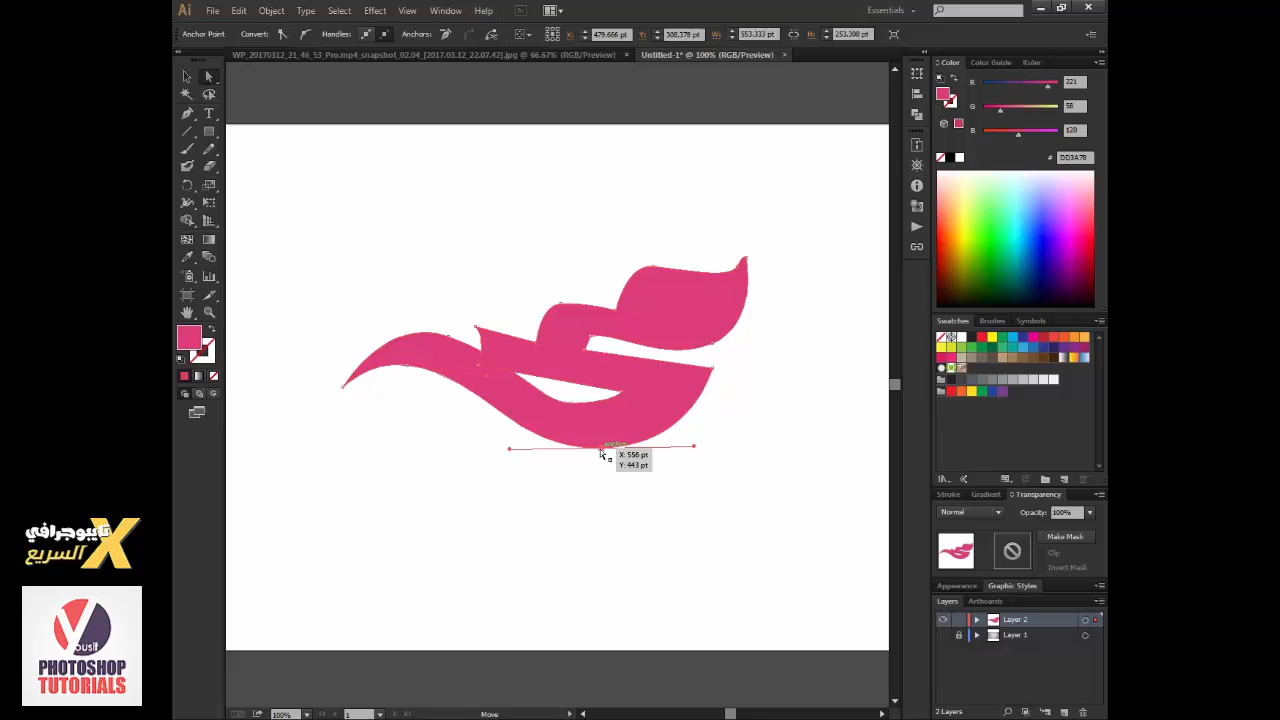 Ai File Edit Object Type Select Effect View Window Help Br Essentials
Anchor Point Convert: Handles: Anchors: X: 479.666 pt Y: 308.378 pt W: 553.333 pt H: 253.308 pt
WP_20170312_21_46_53_Pro.mp4_snapshot_02.04_[2017.03.12_22.07.42].jpg @ 66.67% (RGB/Preview) Untitled-1* @ 100% (RGB/Preview)
Color Color Guide Kuler
R 221
G 58
B 120
# DD3A78
Swatches Brushes Symbols
anchor
X: 556 pt
Y: 443 pt
Stroke Gradient Transparency
Normal Opacity: 100%
Make Mask
Clip
Invert Mask
Appearance Graphic Styles
Layers Artboards
Layer 2
Layer 1
2 Layers
100% 1 Move
تايبوجرافي X
السريع
Yousif
PHOTOSHOP
TUTORIALS